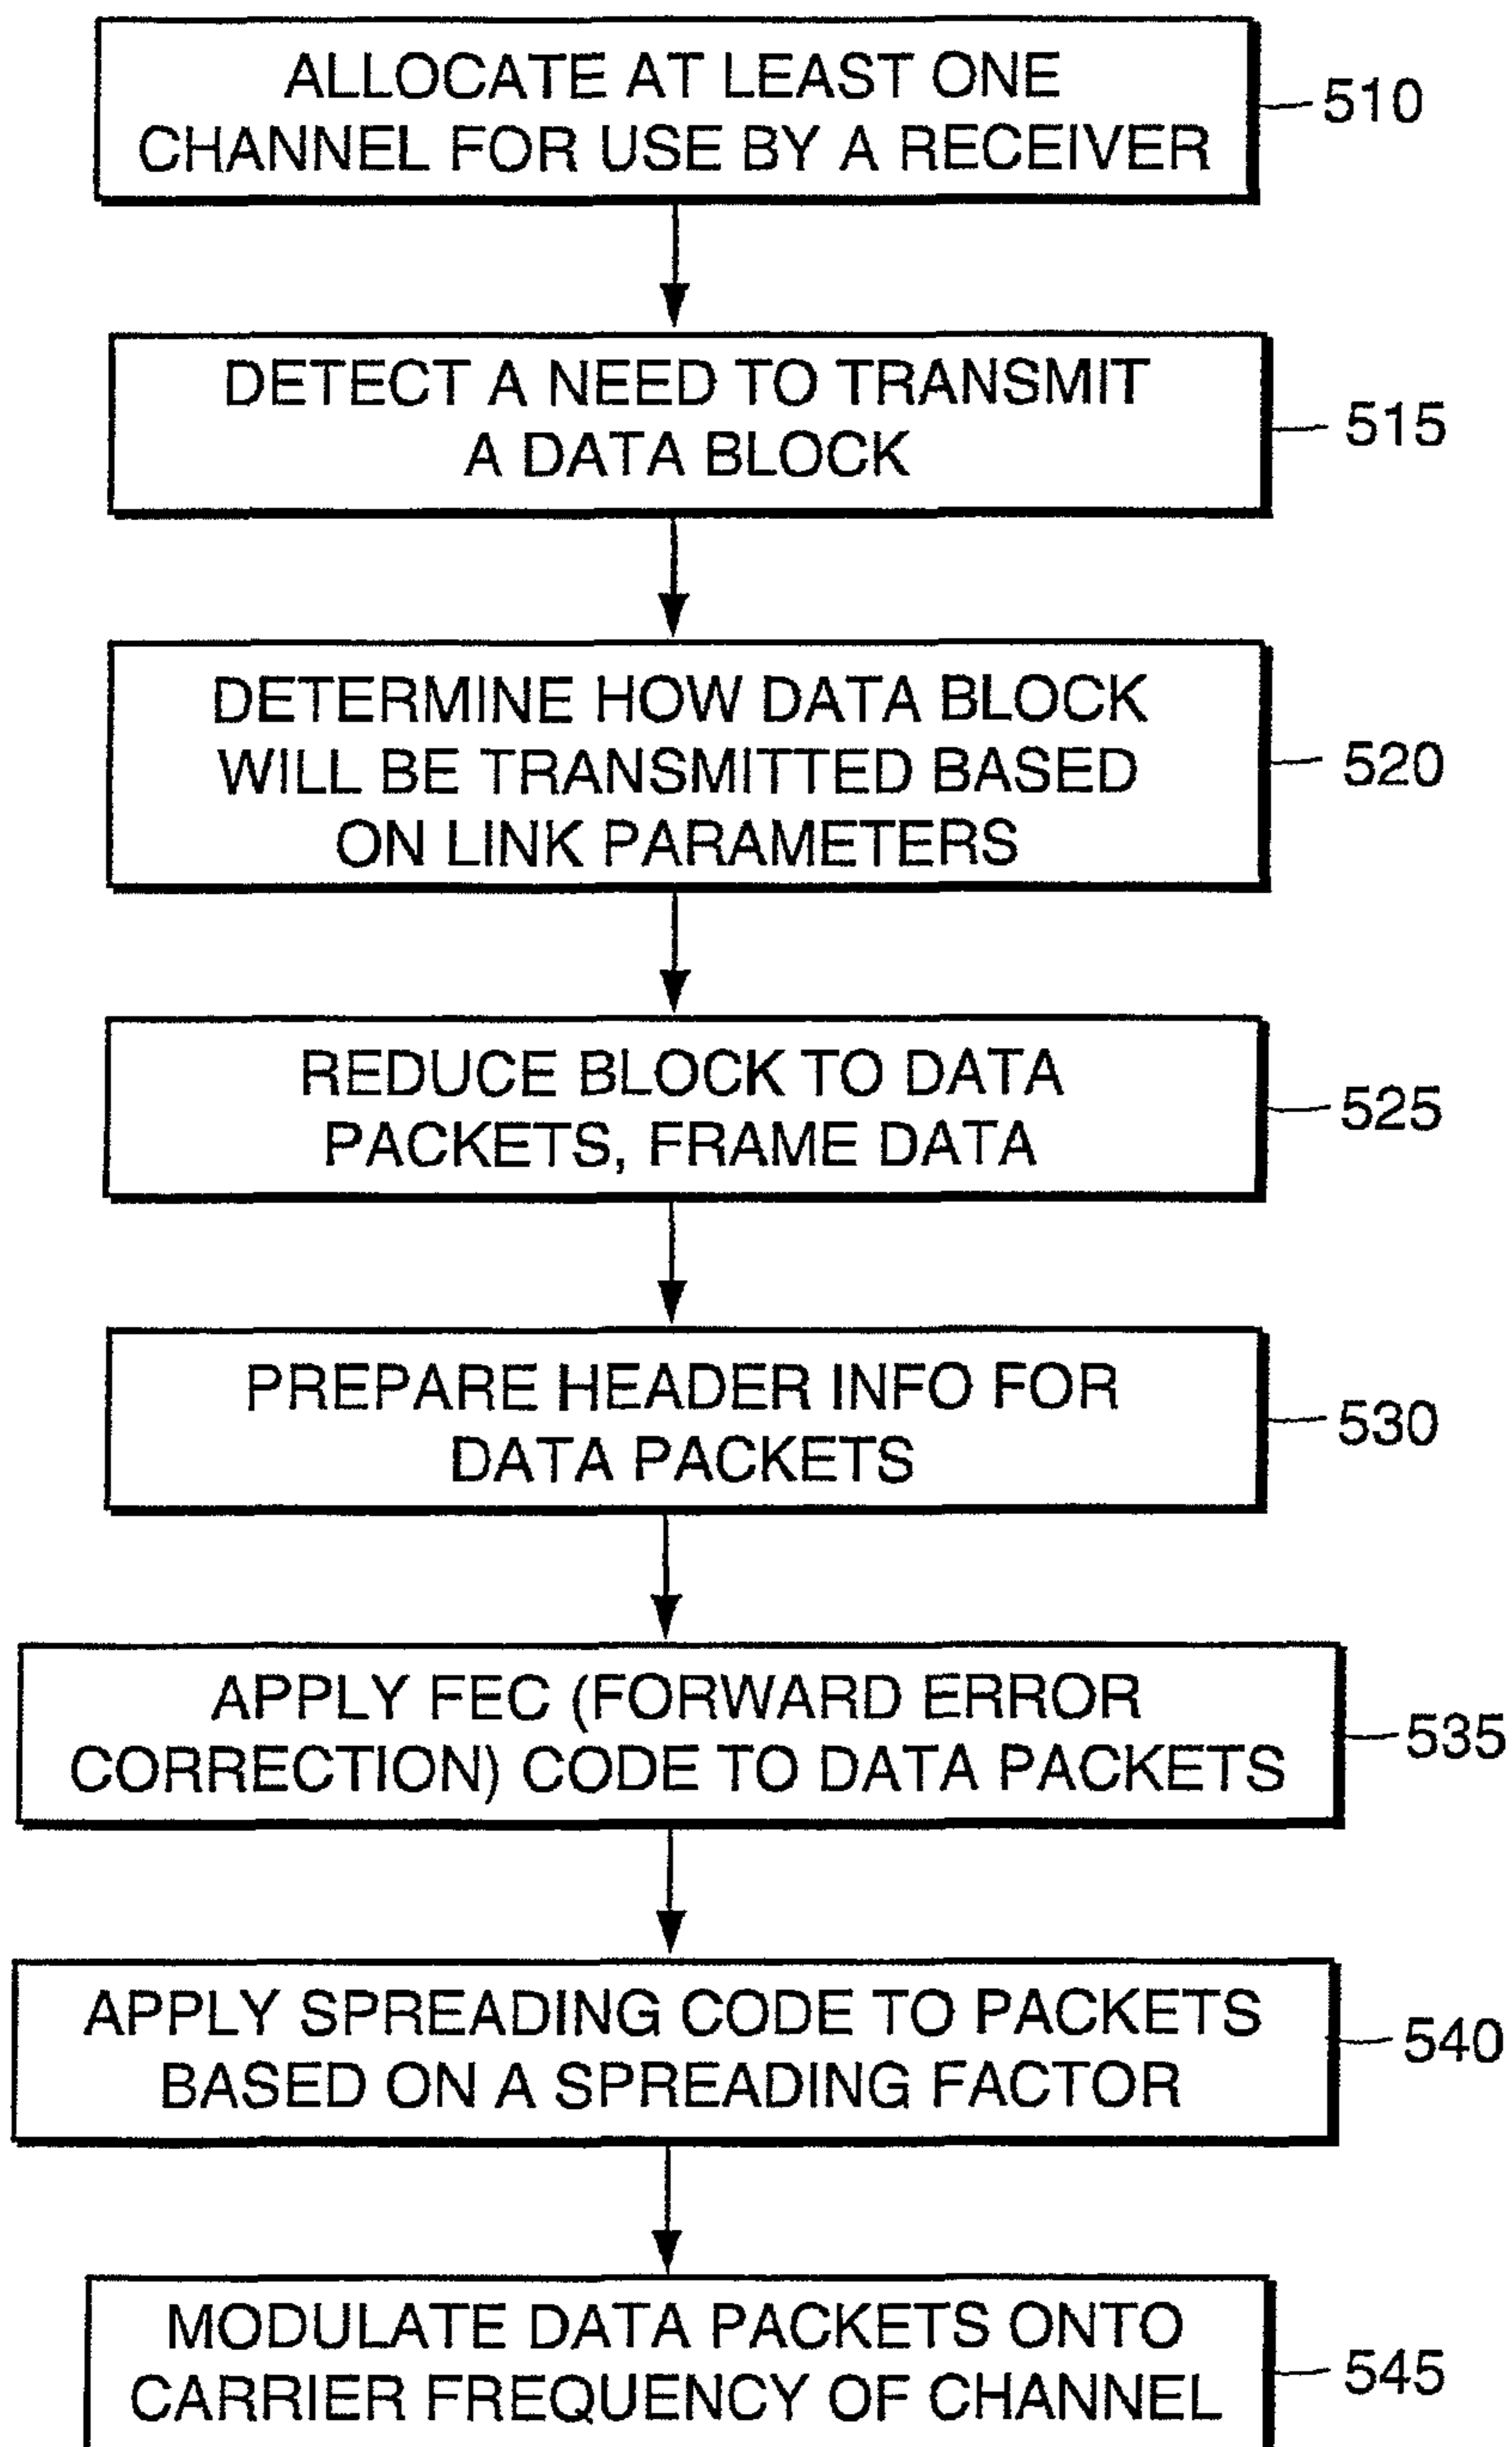 ALLOCATE AT LEAST ONE
CHANNEL FOR USE BY A RECEIVER
510
DETECT A NEED TO TRANSMIT
A DATA BLOCK
515
DETERMINE HOW DATA BLOCK
WILL BE TRANSMITTED BASED
ON LINK PARAMETERS
520
REDUCE BLOCK TO DATA
PACKETS, FRAME DATA
525
PREPARE HEADER INFO FOR
DATA PACKETS
530
APPLY FEC (FORWARD ERROR
CORRECTION) CODE TO DATA PACKETS
535
APPLY SPREADING CODE TO PACKETS
BASED ON A SPREADING FACTOR
540
MODULATE DATA PACKETS ONTO
CARRIER FREQUENCY OF CHANNEL
545